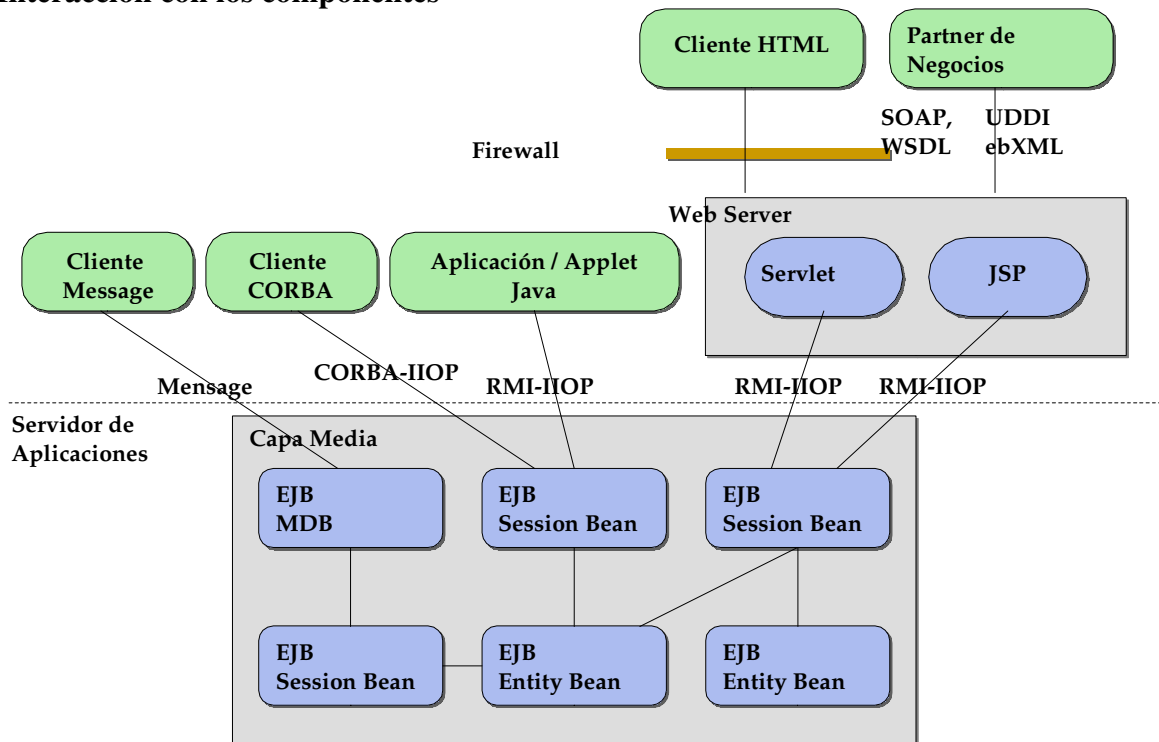 Interacción con los componentes
Cliente HTML
Partner de
Negocios
SOAP, UDDI
WSDL ebXML
Firewall
Web Server
Servlet
JSP
Cliente
Message
Cliente
CORBA
Aplicación / Applet
Java
Mensage
CORBA-IIOP
RMI-IIOP
RMI-IIOP
RMI-IIOP
Servidor de
Aplicaciones
Capa Media
EJB
MDB
EJB
Session Bean
EJB
Session Bean
EJB
Session Bean
EJB
Entity Bean
EJB
Entity Bean